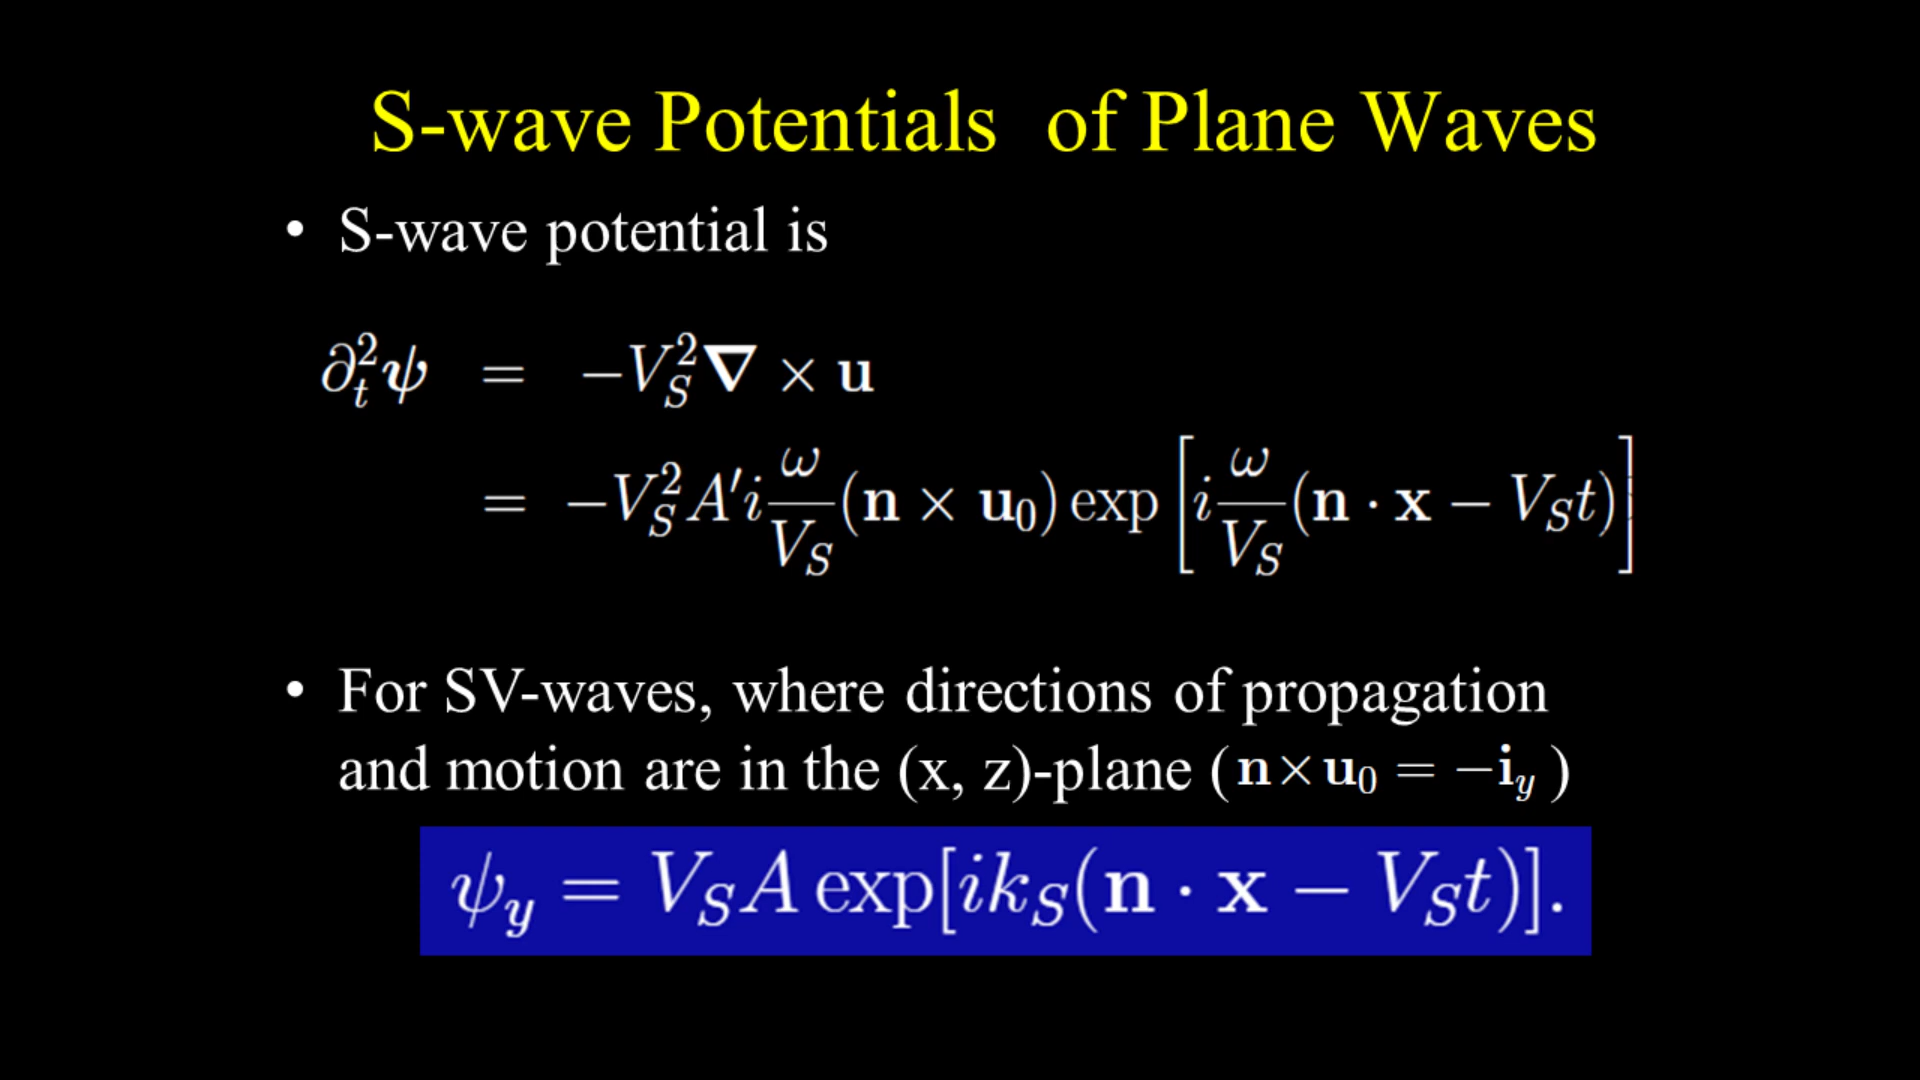 S-wave Potentials of Plane Waves
• S-wave potential is
∂ₜ²𝛙 = −V_S²𝛁 × 𝐮
= −V_S² A′i ω/V_S (𝐧 × 𝐮₀) exp [i ω/V_S (𝐧 · 𝐱 − V_S t)]
• For SV-waves, where directions of propagation
and motion are in the (x, z)-plane (𝐧×𝐮₀ = −𝐢_y )
ψ_y = V_S A exp[ik_S(𝐧 · 𝐱 − V_S t)].